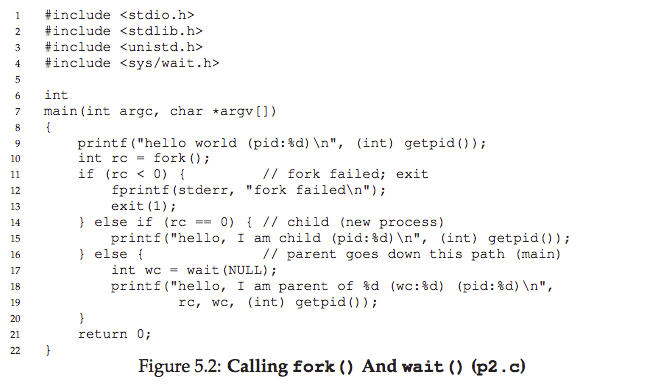 1 #include <stdio.h>
2 #include <stdlib.h>
3 #include <unistd.h>
4 #include <sys/wait.h>
5
6 int
7 main(int argc, char *argv[])
8 {
9     printf("hello world (pid:%d)\n", (int) getpid());
10     int rc = fork();
11     if (rc < 0) {         // fork failed; exit
12         fprintf(stderr, "fork failed\n");
13         exit(1);
14     } else if (rc == 0) { // child (new process)
15         printf("hello, I am child (pid:%d)\n", (int) getpid());
16     } else {              // parent goes down this path (main)
17         int wc = wait(NULL);
18         printf("hello, I am parent of %d (wc:%d) (pid:%d)\n",
19                rc, wc, (int) getpid());
20     }
21     return 0;
22 }
Figure 5.2: Calling fork() And wait() (p2.c)